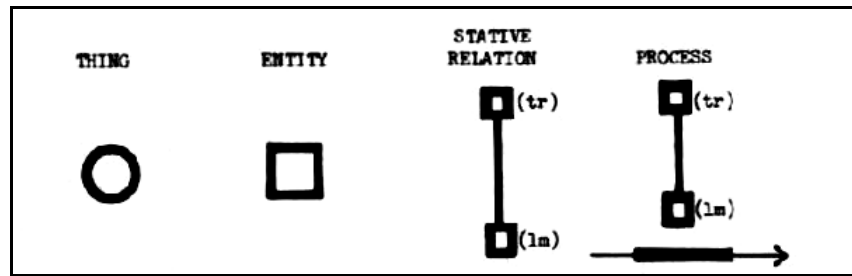 THING
ENTITY
STATIVE
RELATION
PROCESS
(tr)
(tr)
(lm)
(lm)